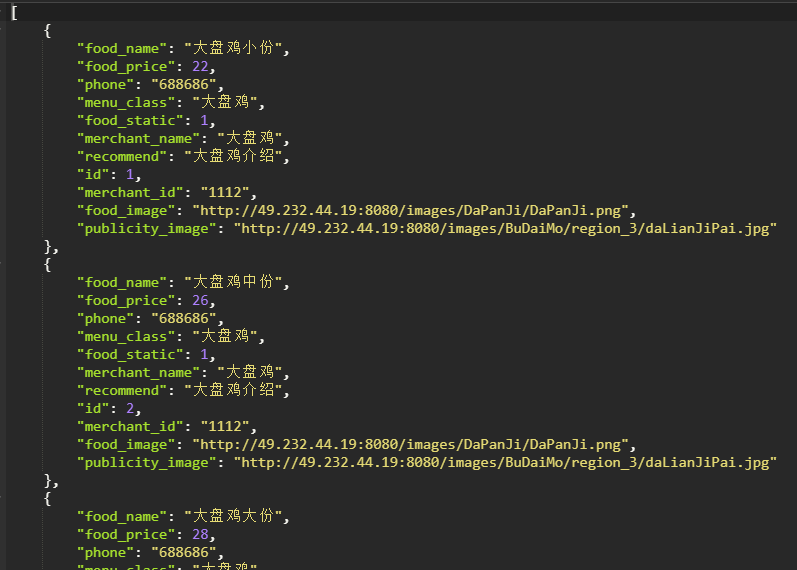 [
{
"food_name": "大盘鸡小份",
"food_price": 22,
"phone": "688686",
"menu_class": "大盘鸡",
"food_static": 1,
"merchant_name": "大盘鸡",
"recommend": "大盘鸡介绍",
"id": 1,
"merchant_id": "1112",
"food_image": "http://49.232.44.19:8080/images/DaPanJi/DaPanJi.png",
"publicity_image": "http://49.232.44.19:8080/images/BuDaiMo/region_3/daLianJiPai.jpg"
},
{
"food_name": "大盘鸡中份",
"food_price": 26,
"phone": "688686",
"menu_class": "大盘鸡",
"food_static": 1,
"merchant_name": "大盘鸡",
"recommend": "大盘鸡介绍",
"id": 2,
"merchant_id": "1112",
"food_image": "http://49.232.44.19:8080/images/DaPanJi/DaPanJi.png",
"publicity_image": "http://49.232.44.19:8080/images/BuDaiMo/region_3/daLianJiPai.jpg"
},
{
"food_name": "大盘鸡大份",
"food_price": 28,
"phone": "688686",
"menu_class": "大盘鸡",